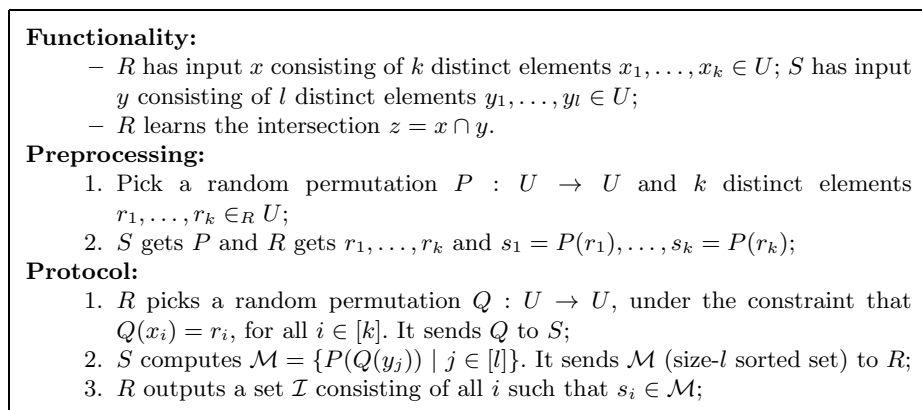 Functionality:
– R has input x consisting of k distinct elements x₁, . . . , xₖ ∈ U; S has input
y consisting of l distinct elements y₁, . . . , yₗ ∈ U;
– R learns the intersection z = x ∩ y.
Preprocessing:
1. Pick a random permutation P : U → U and k distinct elements
r₁, . . . , rₖ ∈_R U;
2. S gets P and R gets r₁, . . . , rₖ and s₁ = P(r₁), . . . , sₖ = P(rₖ);
Protocol:
1. R picks a random permutation Q : U → U, under the constraint that
Q(xᵢ) = rᵢ, for all i ∈ [k]. It sends Q to S;
2. S computes ℳ = {P(Q(yⱼ)) | j ∈ [l]}. It sends ℳ (size-l sorted set) to R;
3. R outputs a set ℐ consisting of all i such that sᵢ ∈ ℳ;